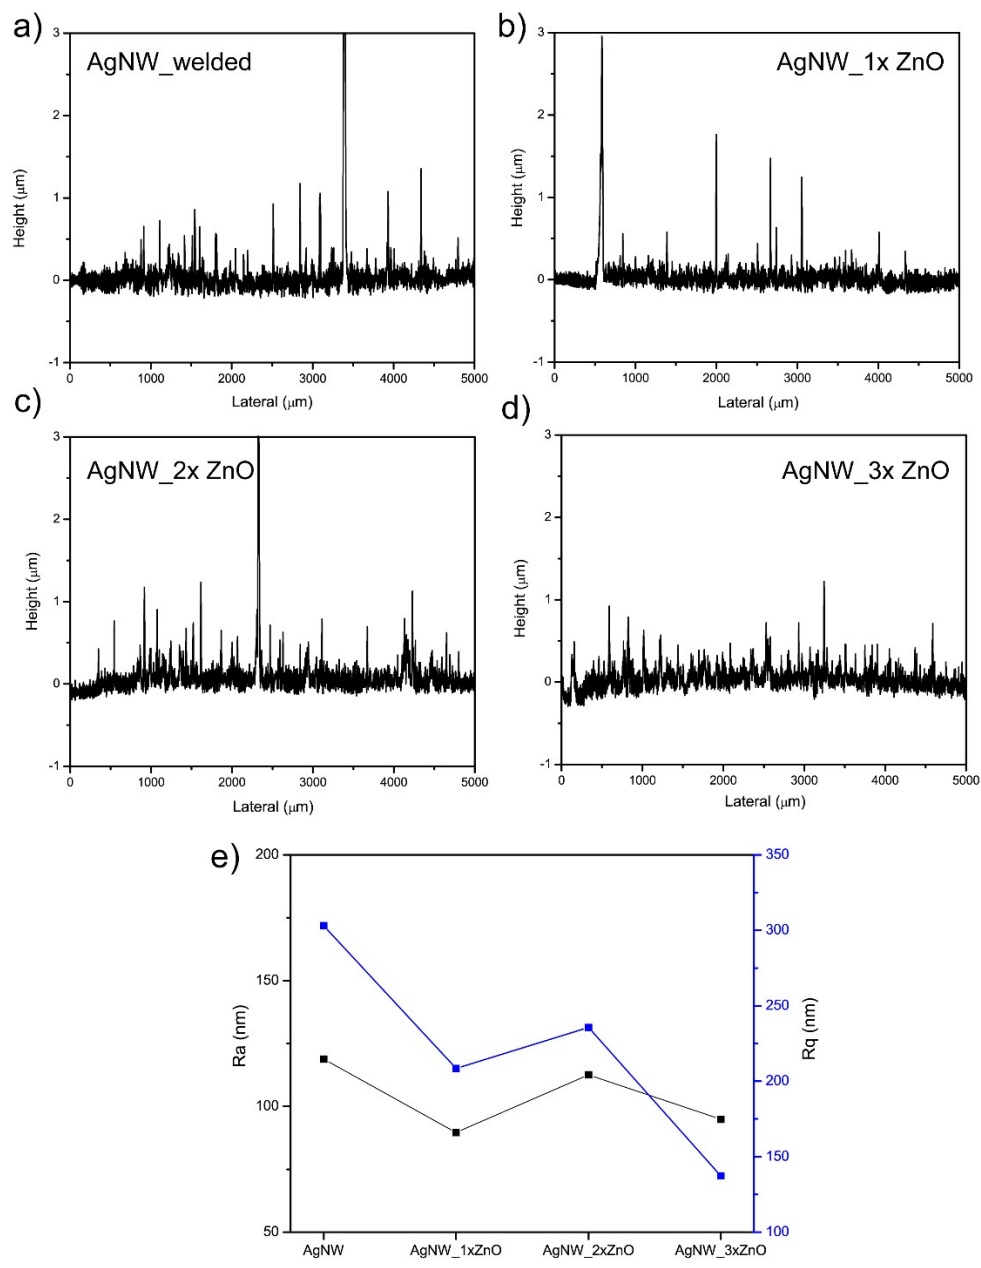 a)
AgNW_welded
3
2
1
0
-1
Height (μm)
0 1000 2000 3000 4000 5000
Lateral (μm)
b)
AgNW_1x ZnO
3
2
1
0
-1
Height (μm)
0 1000 2000 3000 4000 5000
Lateral (μm)
c)
AgNW_2x ZnO
3
2
1
0
-1
Height (μm)
0 1000 2000 3000 4000 5000
Lateral (μm)
d)
AgNW_3x ZnO
3
2
1
0
-1
Height (μm)
0 1000 2000 3000 4000 5000
Lateral (μm)
e)
200
150
100
50
Ra (nm)
350
300
250
200
150
100
Rq (nm)
AgNW AgNW_1xZnO AgNW_2xZnO AgNW_3xZnO